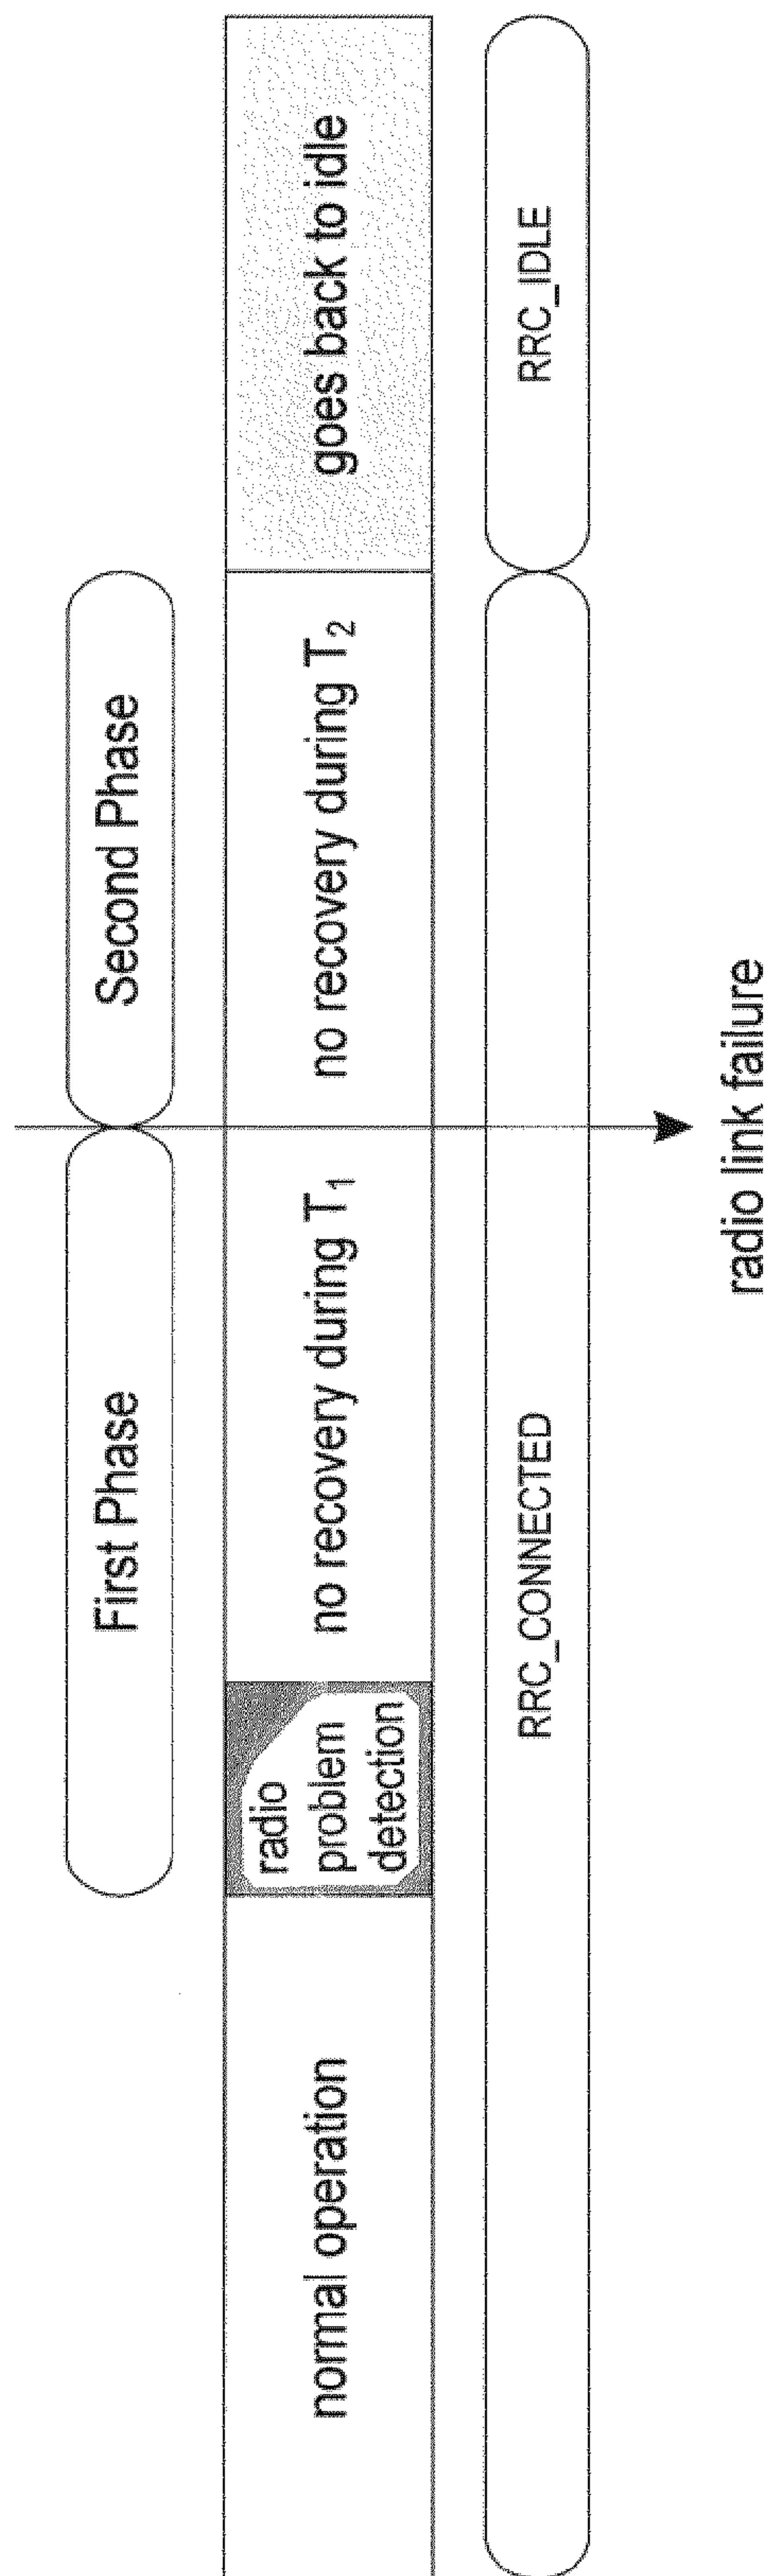 First Phase
Second Phase
normal operation
radio
problem
detection
no recovery during T₁
no recovery during T₂
goes back to idle
RRC_CONNECTED
RRC_IDLE
radio link failure